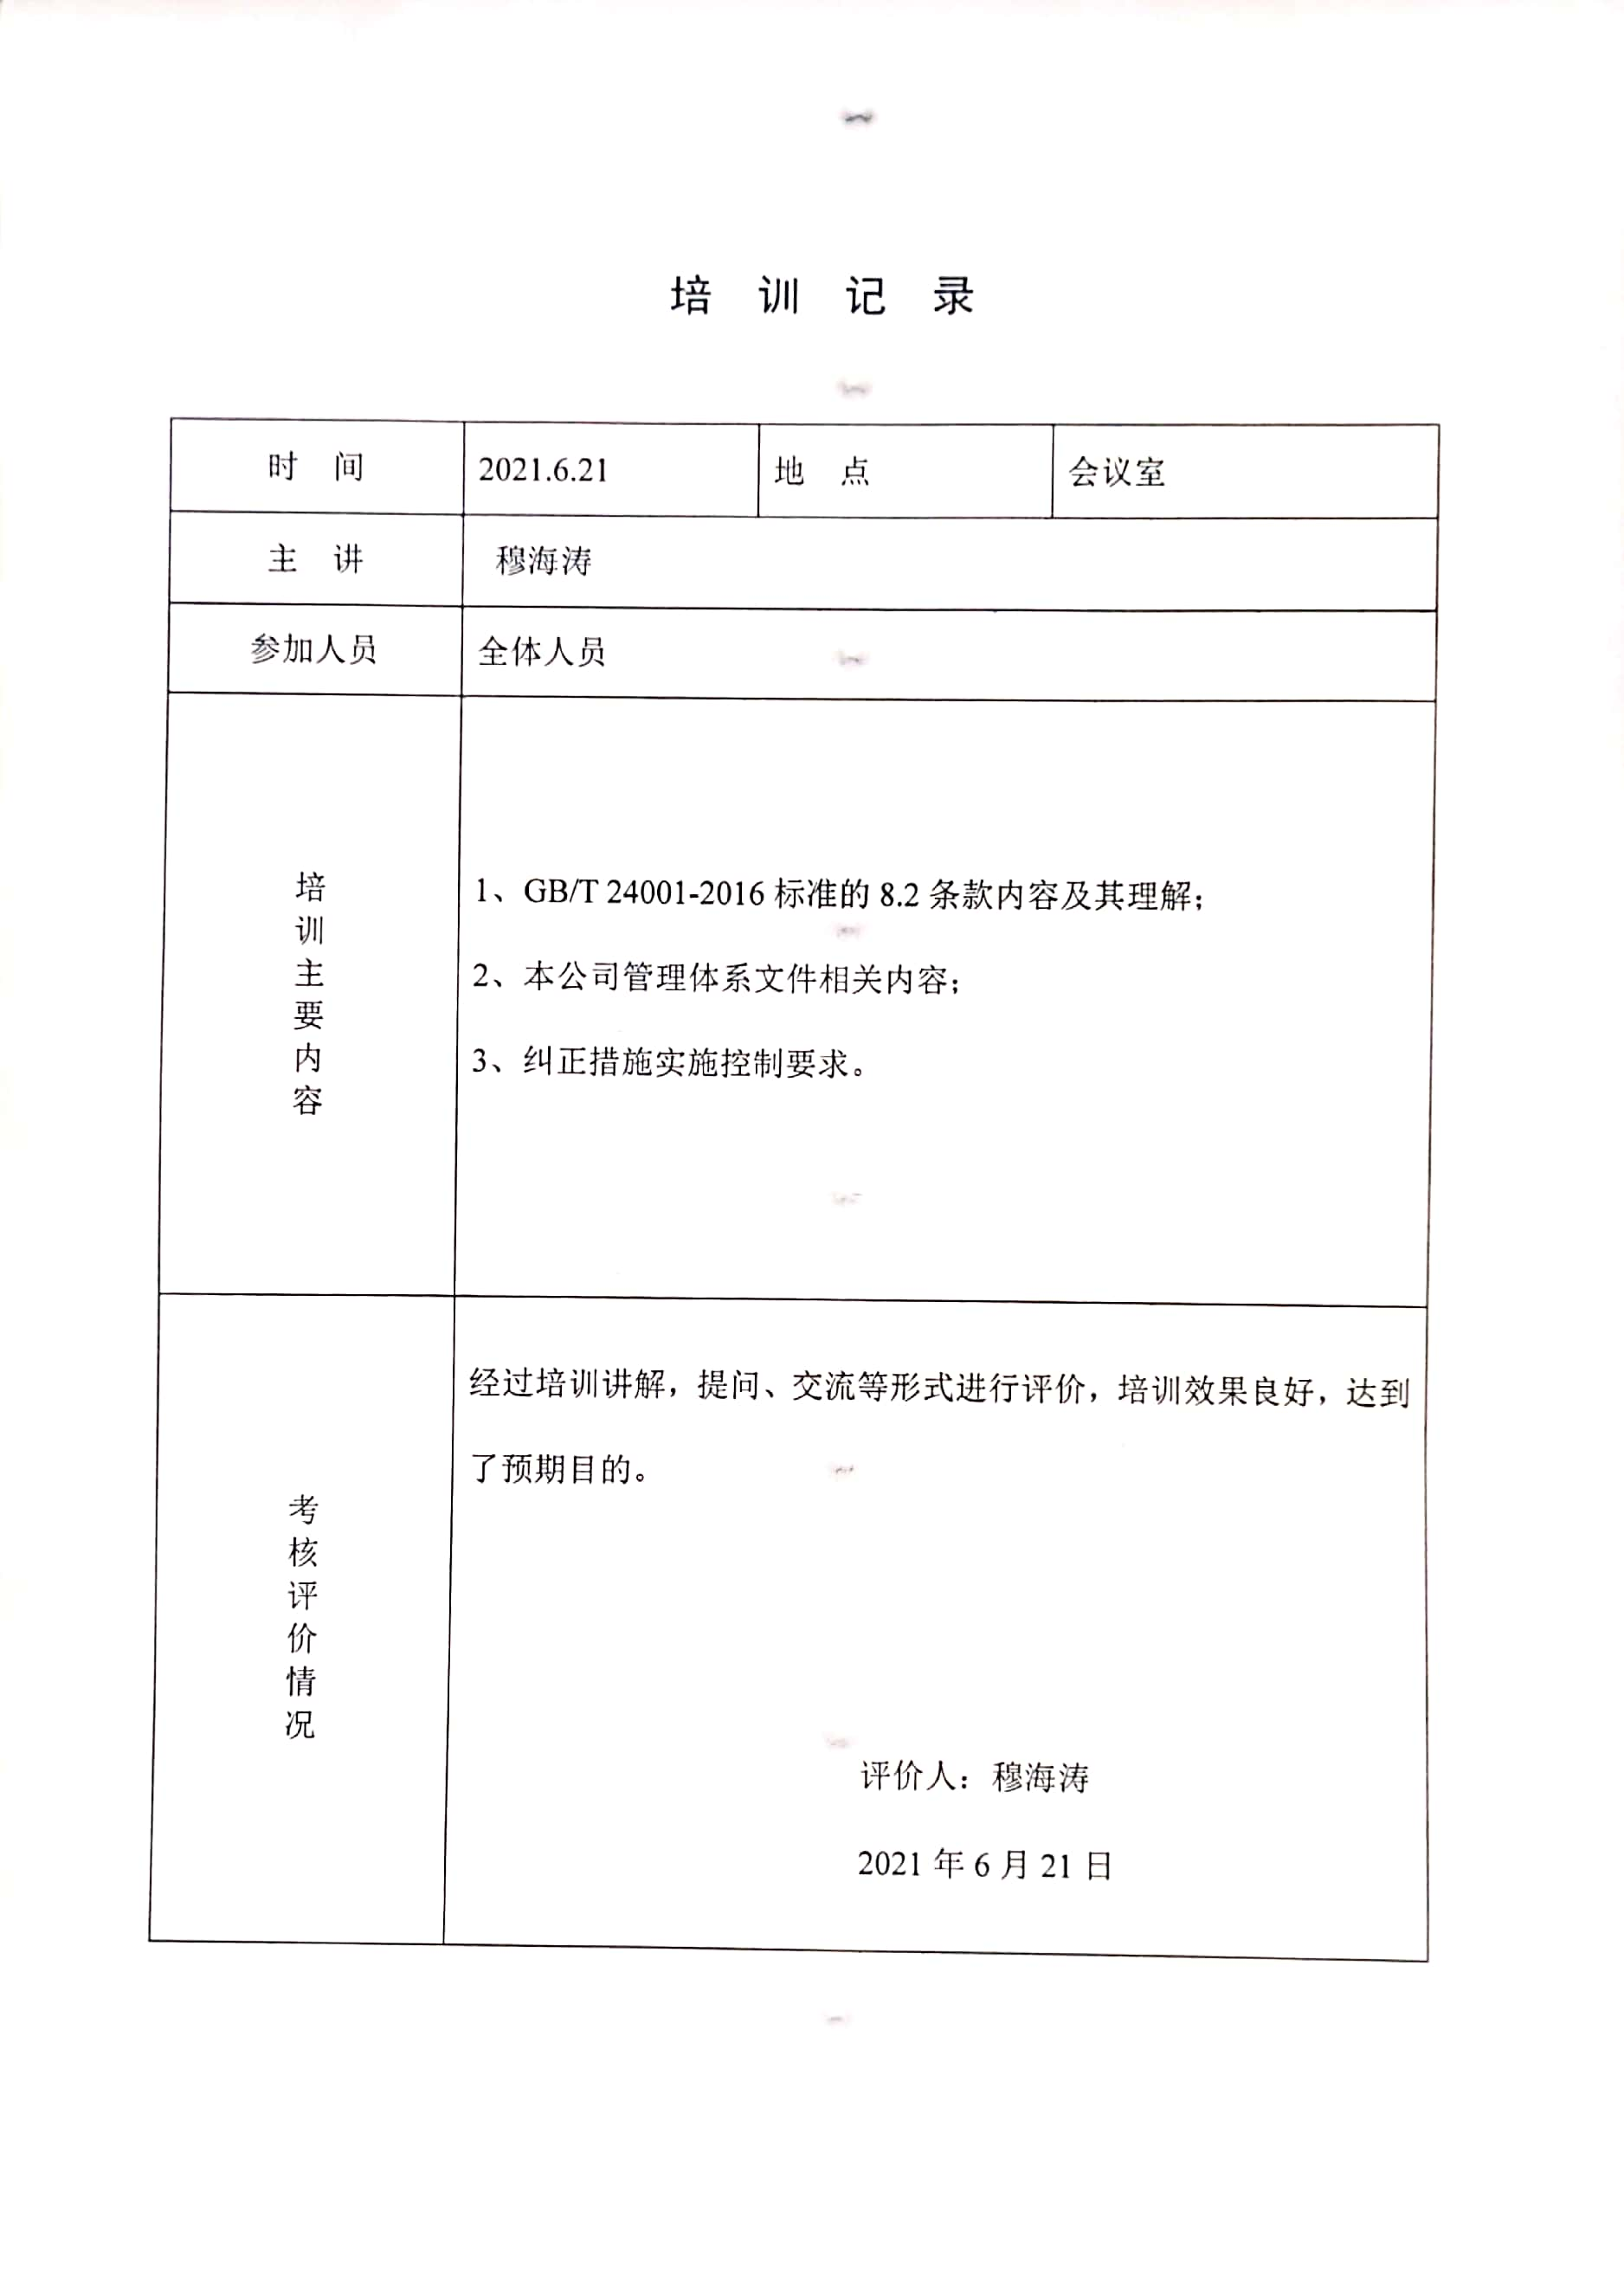 培 训 记 录
时 间 2021.6.21 地 点 会议室
主 讲 穆海涛
参加人员 全体人员
培训主要内容
1、GB/T 24001-2016 标准的 8.2 条款内容及其理解；
2、本公司管理体系文件相关内容；
3、纠正措施实施控制要求。
考核评价情况
经过培训讲解，提问、交流等形式进行评价，培训效果良好，达到
了预期目的。
评价人：穆海涛
2021 年 6 月 21 日